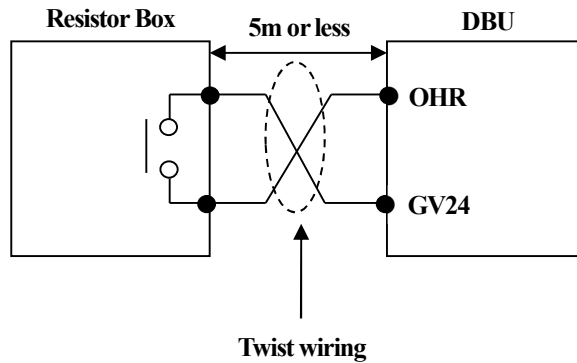 Resistor Box
5m or less
DBU
OHR
GV24
Twist wiring